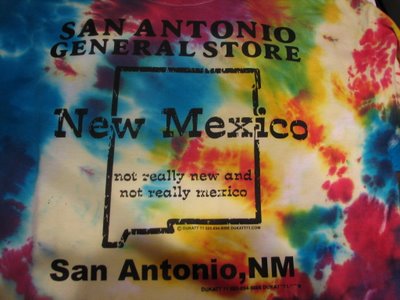 SAN ANTONIO
GENERAL STORE
New Mexico
not really new and
not really mexico
San Antonio,NM